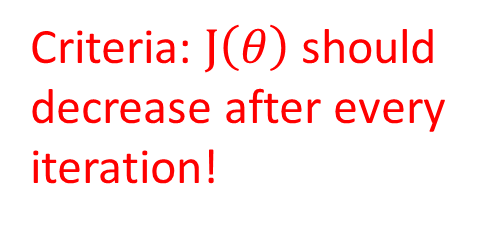 Criteria: J(θ) should
decrease after every
iteration!